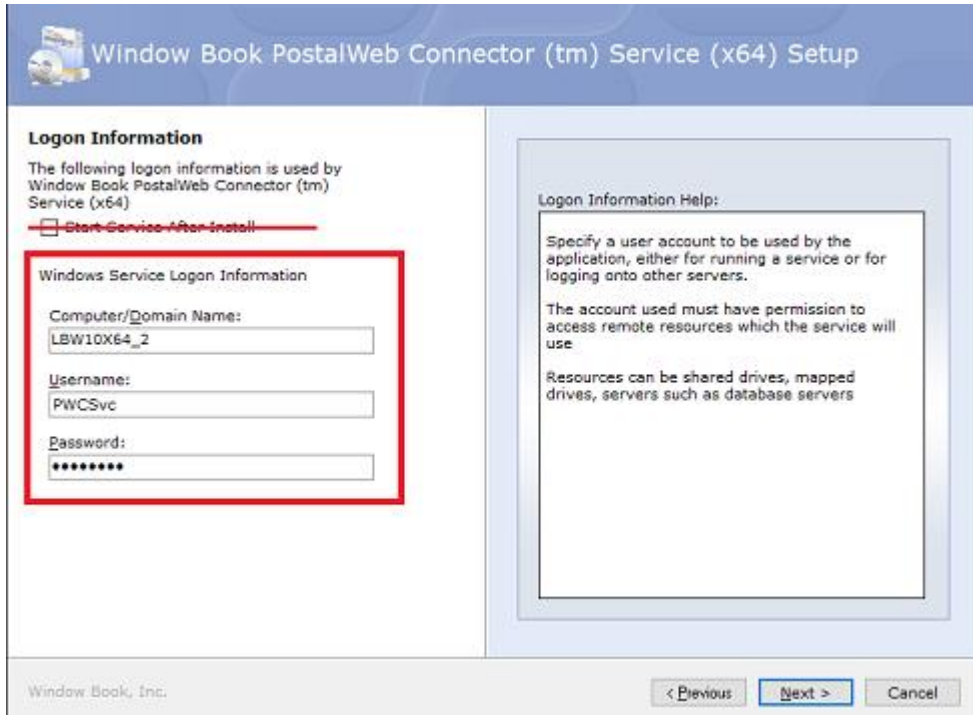 Window Book PostalWeb Connector (tm) Service (x64) Setup
Logon Information
The following logon information is used by
Window Book PostalWeb Connector (tm)
Service (x64)
Start Service After Install
Windows Service Logon Information
Computer/Domain Name:
LBW10X64_2
Username:
PWCSvc
Password:
••••••••
Logon Information Help:
Specify a user account to be used by the
application, either for running a service or for
logging onto other servers.
The account used must have permission to
access remote resources which the service will
use
Resources can be shared drives, mapped
drives, servers such as database servers
Window Book, Inc.
< Previous
Next >
Cancel